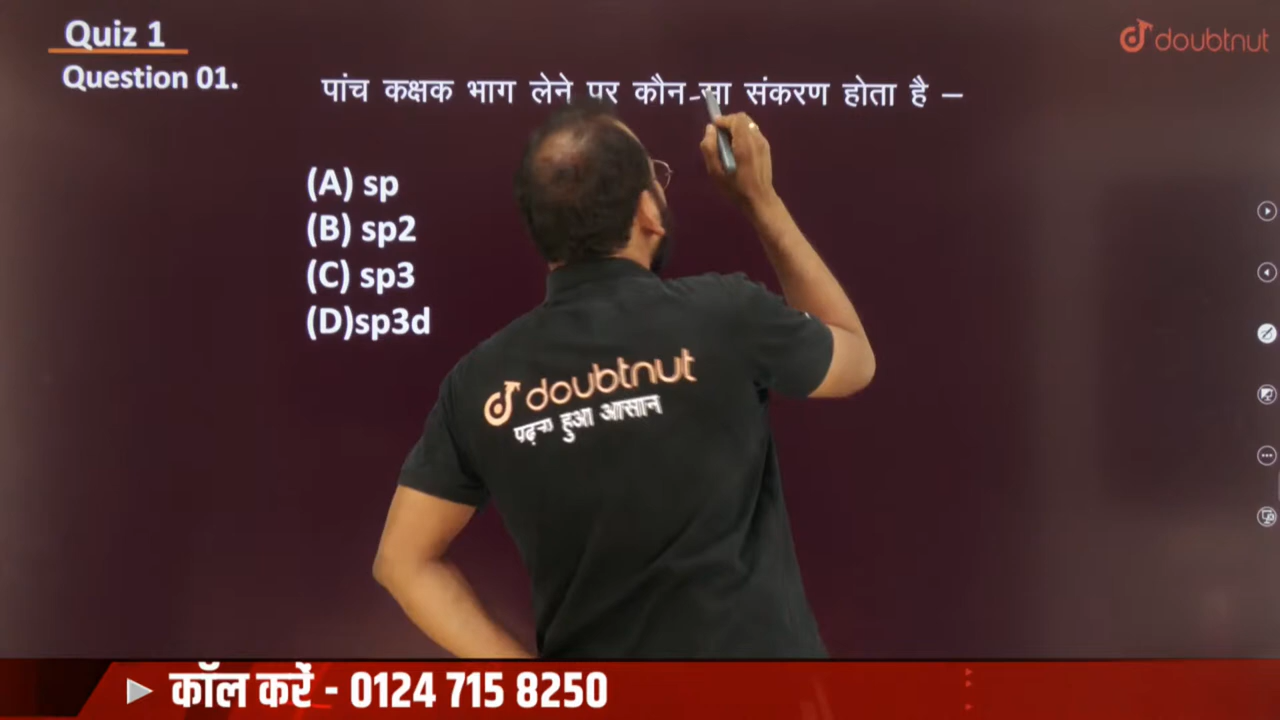 Quiz 1
doubtnut
Question 01.
पांच कक्षक भाग लेने पर कौन-सा संकरण होता है –
(A) sp
(B) sp2
(C) sp3
(D)sp3d
doubtnut
पढ़ना हुआ आसान
कॉल करें - 0124 715 8250